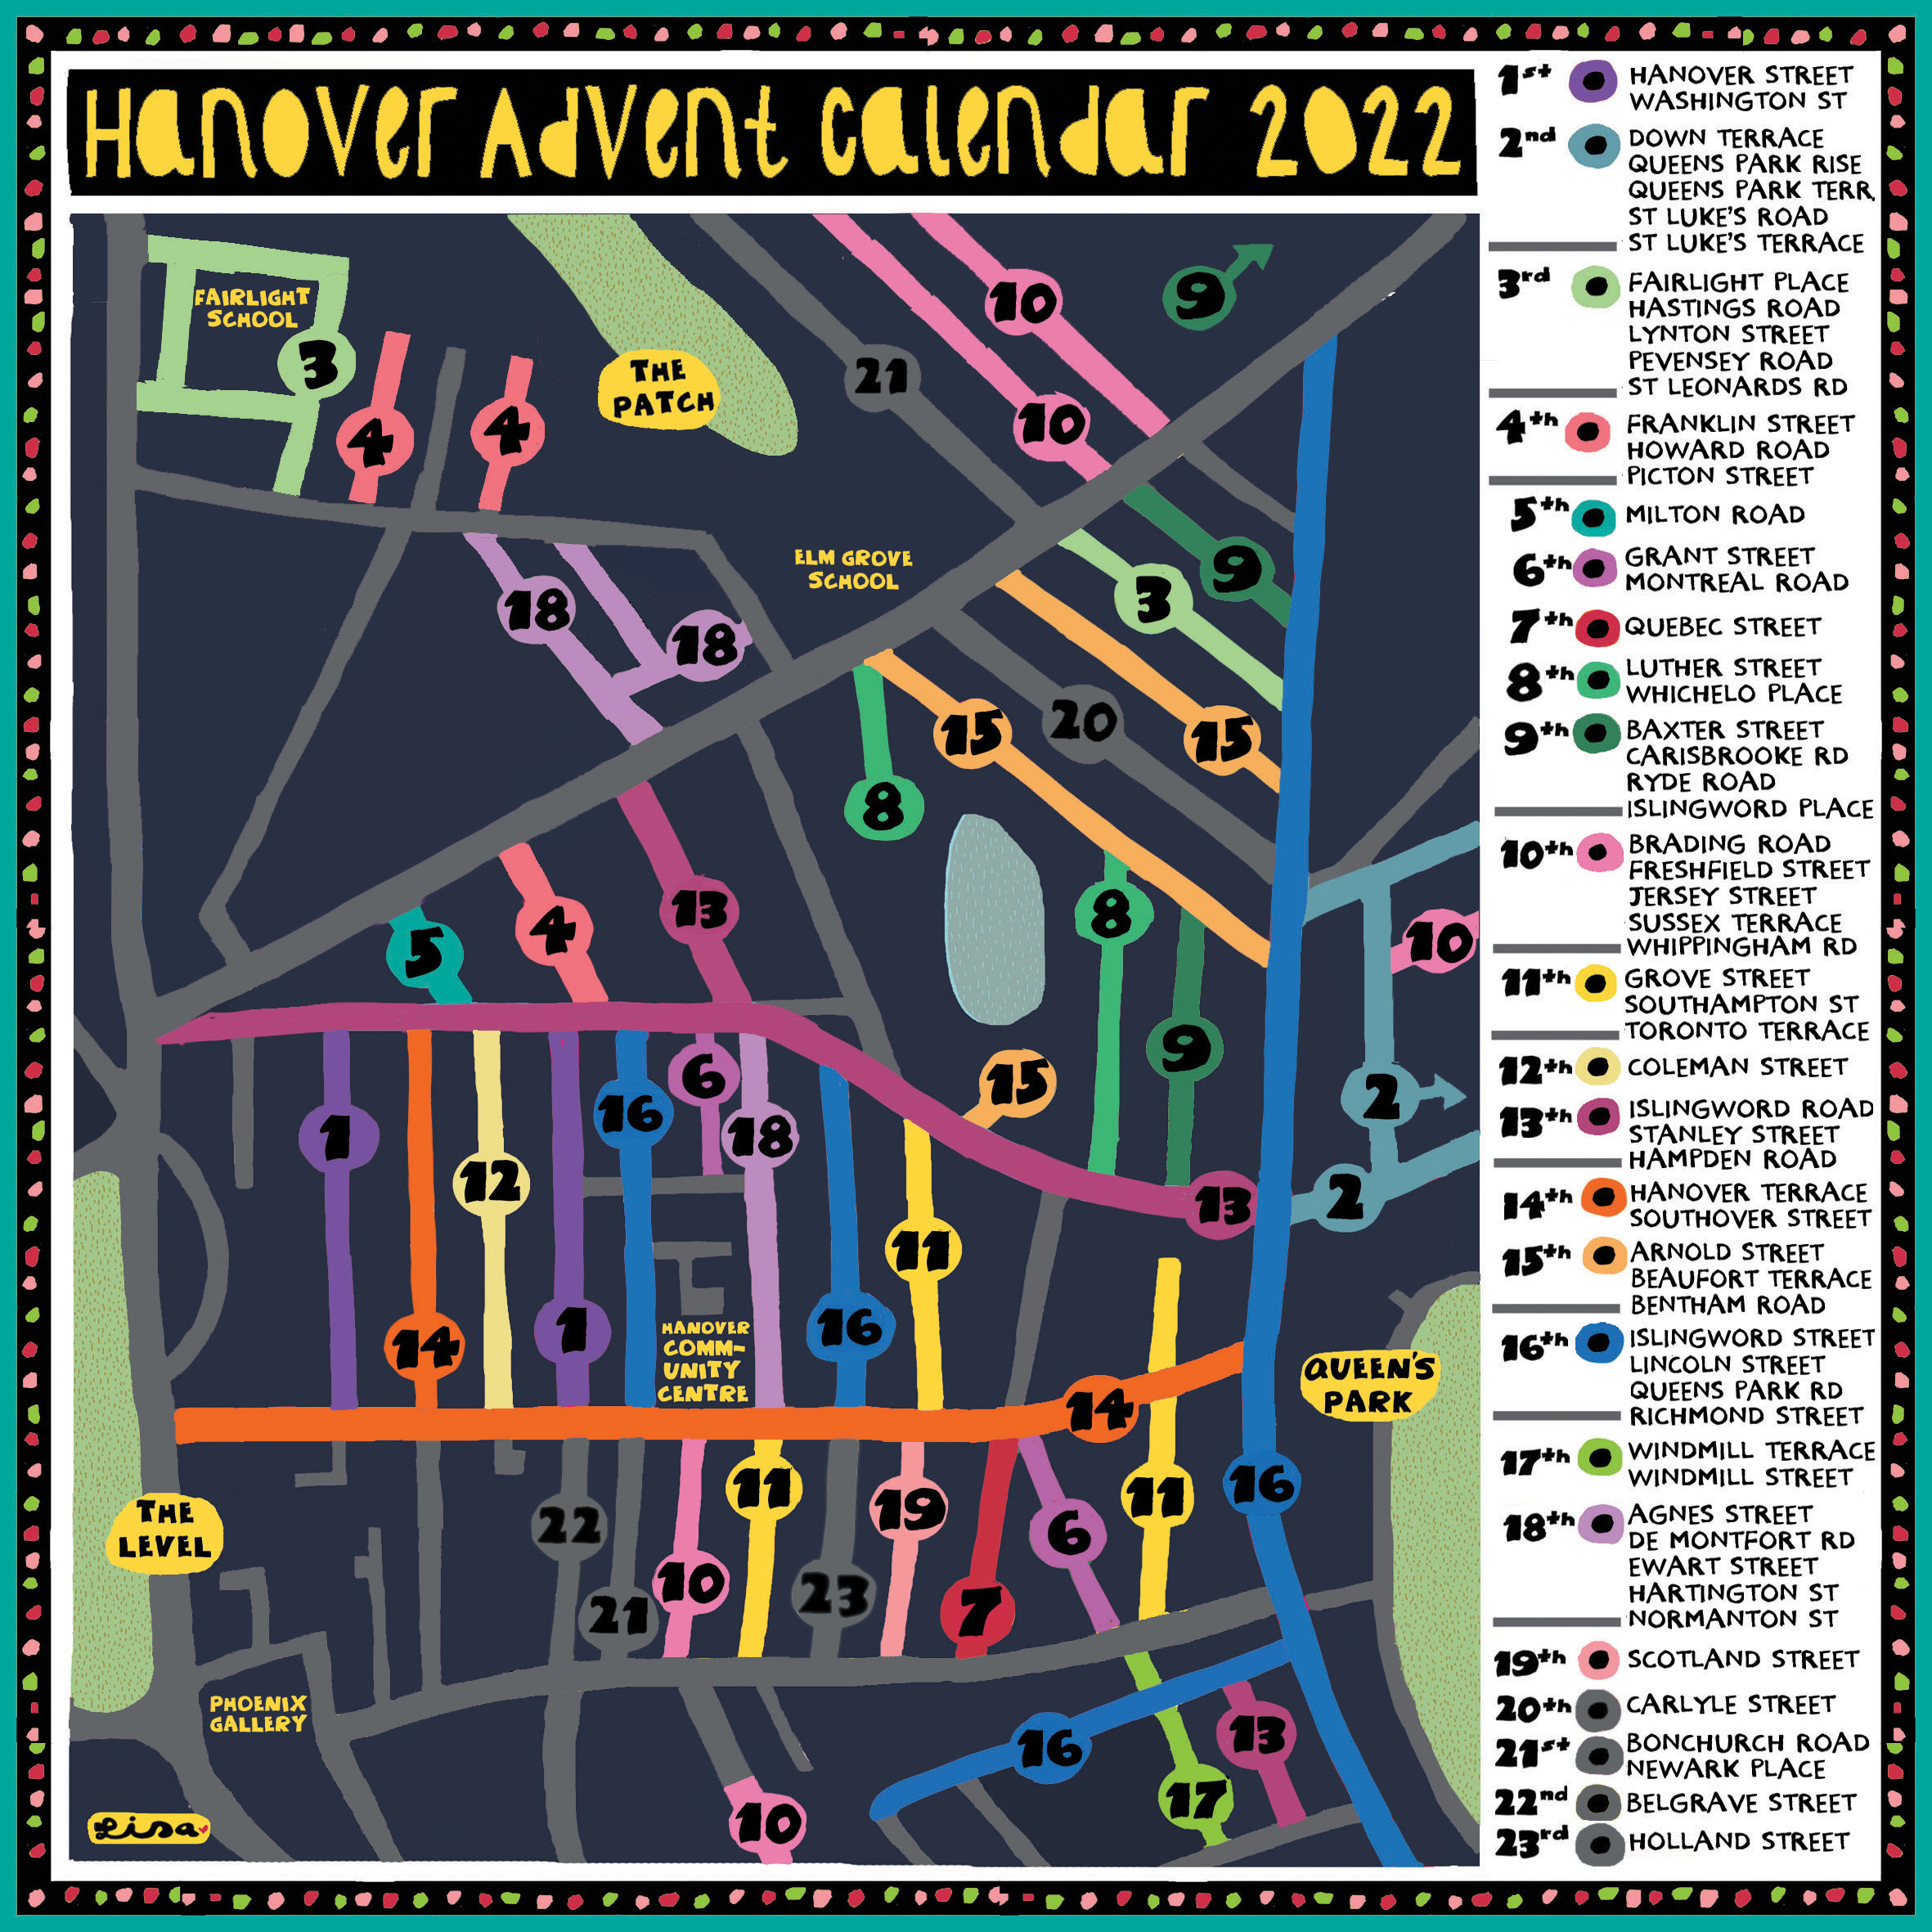 Hanover Advent Calendar 2022
1st HANOVER STREET
WASHINGTON ST
2nd DOWN TERRACE
QUEENS PARK RISE
QUEENS PARK TERR.
ST LUKE'S ROAD
ST LUKE'S TERRACE
3rd FAIRLIGHT PLACE
HASTINGS ROAD
LYNTON STREET
PEVENSEY ROAD
ST LEONARDS RD
4th FRANKLIN STREET
HOWARD ROAD
PICTON STREET
5th MILTON ROAD
6th GRANT STREET
MONTREAL ROAD
7th QUEBEC STREET
8th LUTHER STREET
WHICHELO PLACE
9th BAXTER STREET
CARISBROOKE RD
RYDE ROAD
ISLINGWORD PLACE
10th BRADING ROAD
FRESHFIELD STREET
JERSEY STREET
SUSSEX TERRACE
WHIPPINGHAM RD
11th GROVE STREET
SOUTHAMPTON ST
TORONTO TERRACE
12th COLEMAN STREET
13th ISLINGWORD ROAD
STANLEY STREET
HAMPDEN ROAD
14th HANOVER TERRACE
SOUTHOVER STREET
15th ARNOLD STREET
BEAUFORT TERRACE
BENTHAM ROAD
16th ISLINGWORD STREET
LINCOLN STREET
QUEENS PARK RD
RICHMOND STREET
17th WINDMILL TERRACE
WINDMILL STREET
18th AGNES STREET
DE MONTFORT RD
EWART STREET
HARTINGTON ST
NORMANTON ST
19th SCOTLAND STREET
20th CARLYLE STREET
21st BONCHURCH ROAD
NEWARK PLACE
22nd BELGRAVE STREET
23rd HOLLAND STREET
FAIRLIGHT
SCHOOL
10
9
3
THE
PATCH
21
4
4
10
ELM GROVE
SCHOOL
9
3
18
18
15
20
15
8
13
8
5
4
10
9
6
15
2
1
16
18
12
2
13
11
14
1
HANOVER
COMM-
UNITY
CENTRE
16
QUEEN'S
PARK
14
11
11
16
THE
LEVEL
22
19
6
10
23
21
7
PHOENIX
GALLERY
16
13
17
10
Lisa